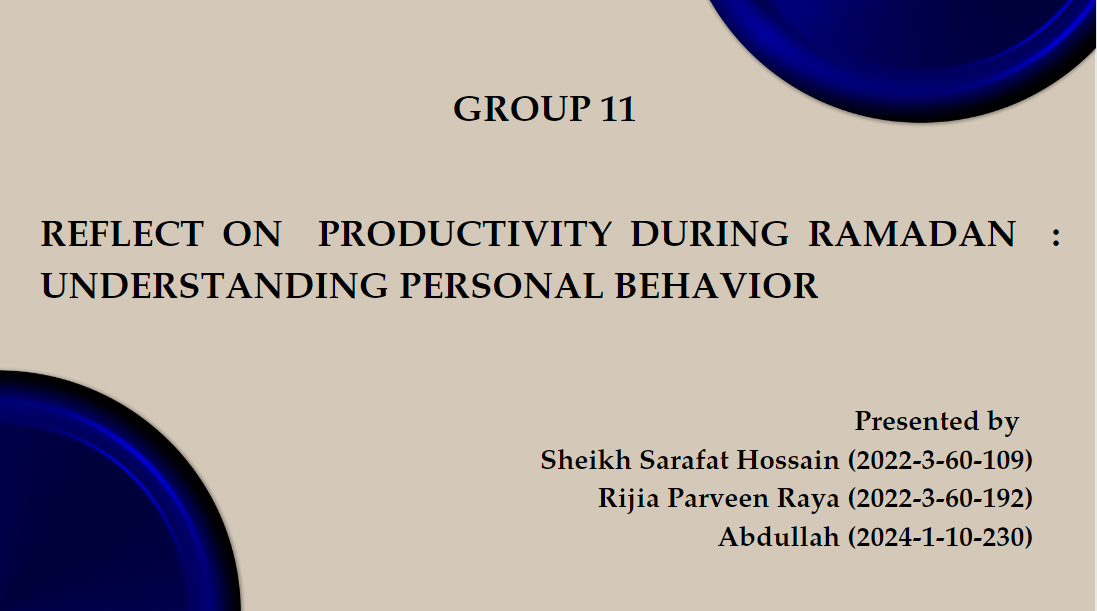 GROUP 11
REFLECT ON PRODUCTIVITY DURING RAMADAN :
UNDERSTANDING PERSONAL BEHAVIOR
Presented by
Sheikh Sarafat Hossain (2022-3-60-109)
Rijia Parveen Raya (2022-3-60-192)
Abdullah (2024-1-10-230)